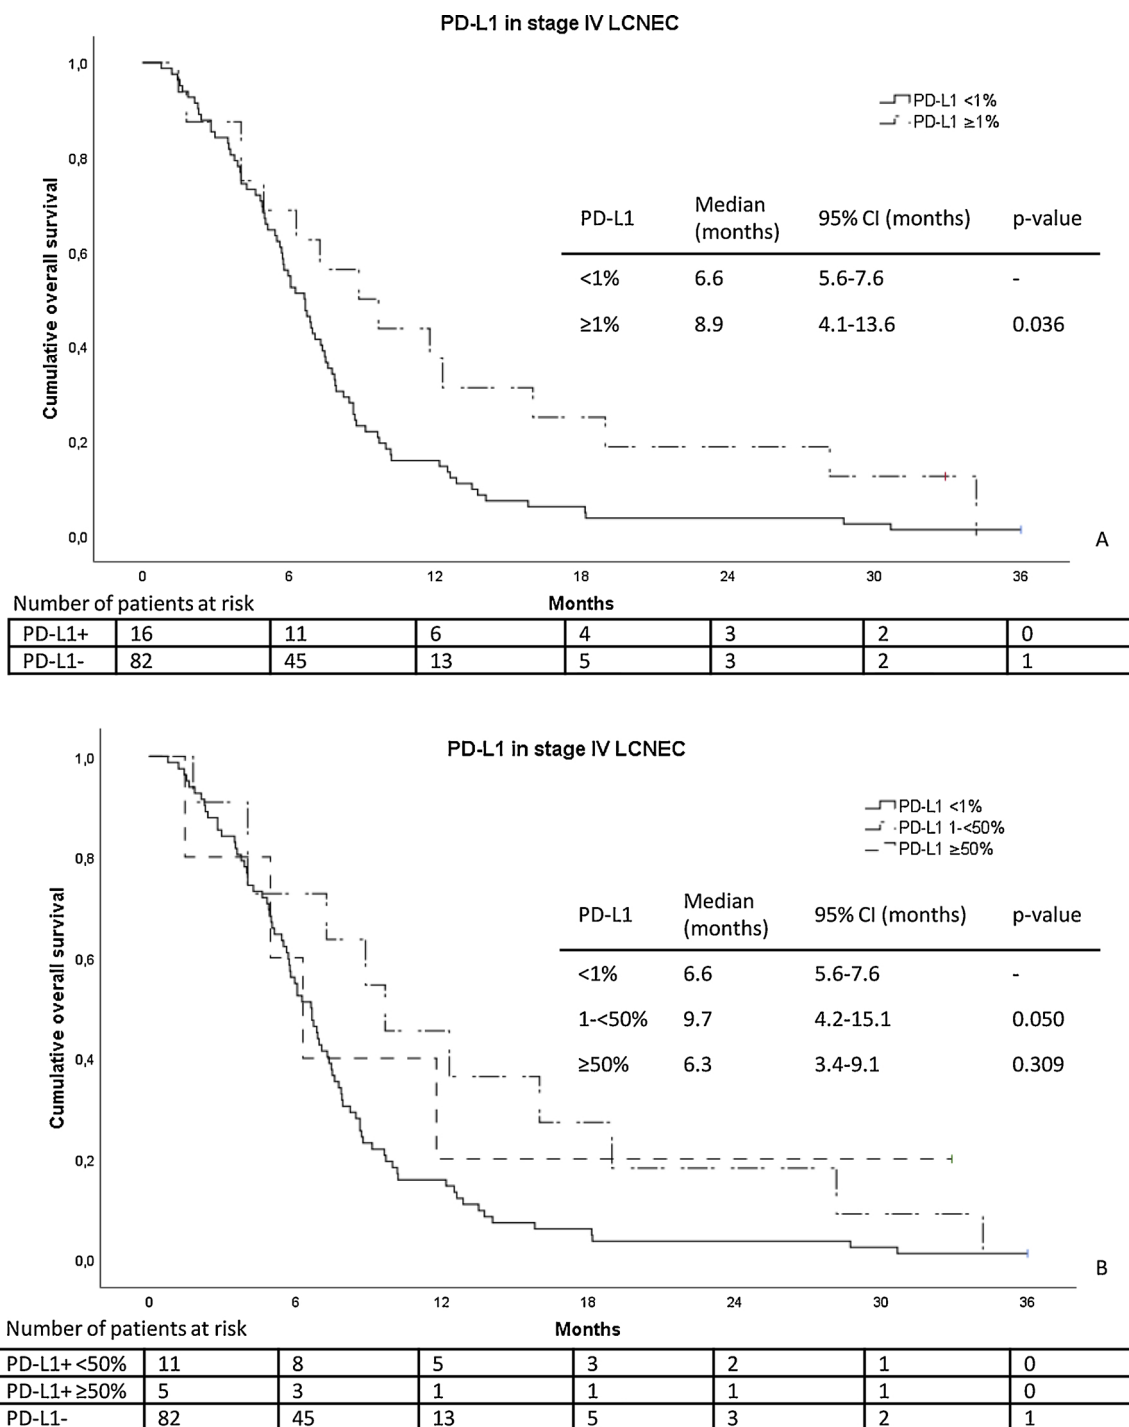 PD-L1 in stage IV LCNEC
PD-L1 <1%
PD-L1 ≥1%
Cumulative overall survival
1,0
0,8
0,6
0,4
0,2
0,0
PD-L1 Median (months) 95% CI (months) p-value
<1% 6.6 5.6-7.6 -
≥1% 8.9 4.1-13.6 0.036
A
0 6 12 18 24 30 36
Number of patients at risk Months
PD-L1+ 16 11 6 4 3 2 0
PD-L1- 82 45 13 5 3 2 1
PD-L1 in stage IV LCNEC
PD-L1 <1%
PD-L1 1-<50%
PD-L1 ≥50%
Cumulative overall survival
1,0
0,8
0,6
0,4
0,2
0,0
PD-L1 Median (months) 95% CI (months) p-value
<1% 6.6 5.6-7.6 -
1-<50% 9.7 4.2-15.1 0.050
≥50% 6.3 3.4-9.1 0.309
B
0 6 12 18 24 30 36
Number of patients at risk Months
PD-L1+ <50% 11 8 5 3 2 1 0
PD-L1+ ≥50% 5 3 1 1 1 1 0
PD-L1- 82 45 13 5 3 2 1